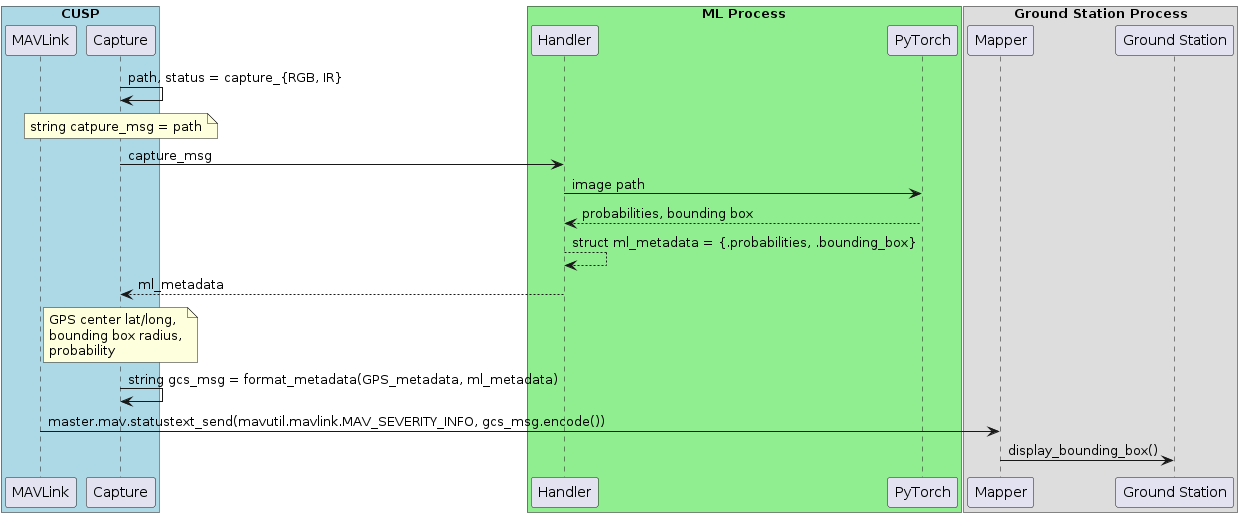 CUSP
ML Process
Ground Station Process
MAVLink
Capture
Handler
PyTorch
Mapper
Ground Station
path, status = capture_{RGB, IR}
string catpure_msg = path
capture_msg
image path
probabilities, bounding box
struct ml_metadata = {.probabilities, .bounding_box}
ml_metadata
GPS center lat/long,
bounding box radius,
probability
string gcs_msg = format_metadata(GPS_metadata, ml_metadata)
master.mav.statustext_send(mavutil.mavlink.MAV_SEVERITY_INFO, gcs_msg.encode())
display_bounding_box()
MAVLink
Capture
Handler
PyTorch
Mapper
Ground Station